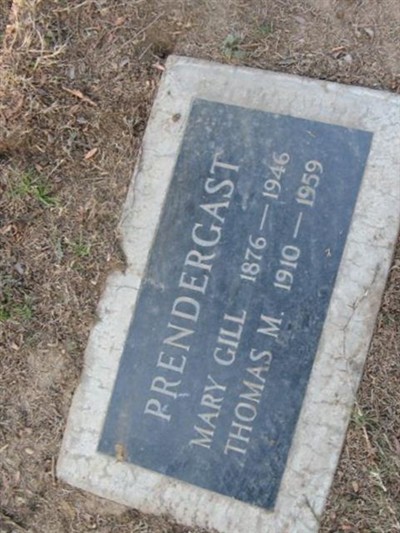 PRENDERGAST
MARY GILL 1876 — 1946
THOMAS M. 1910 — 1959